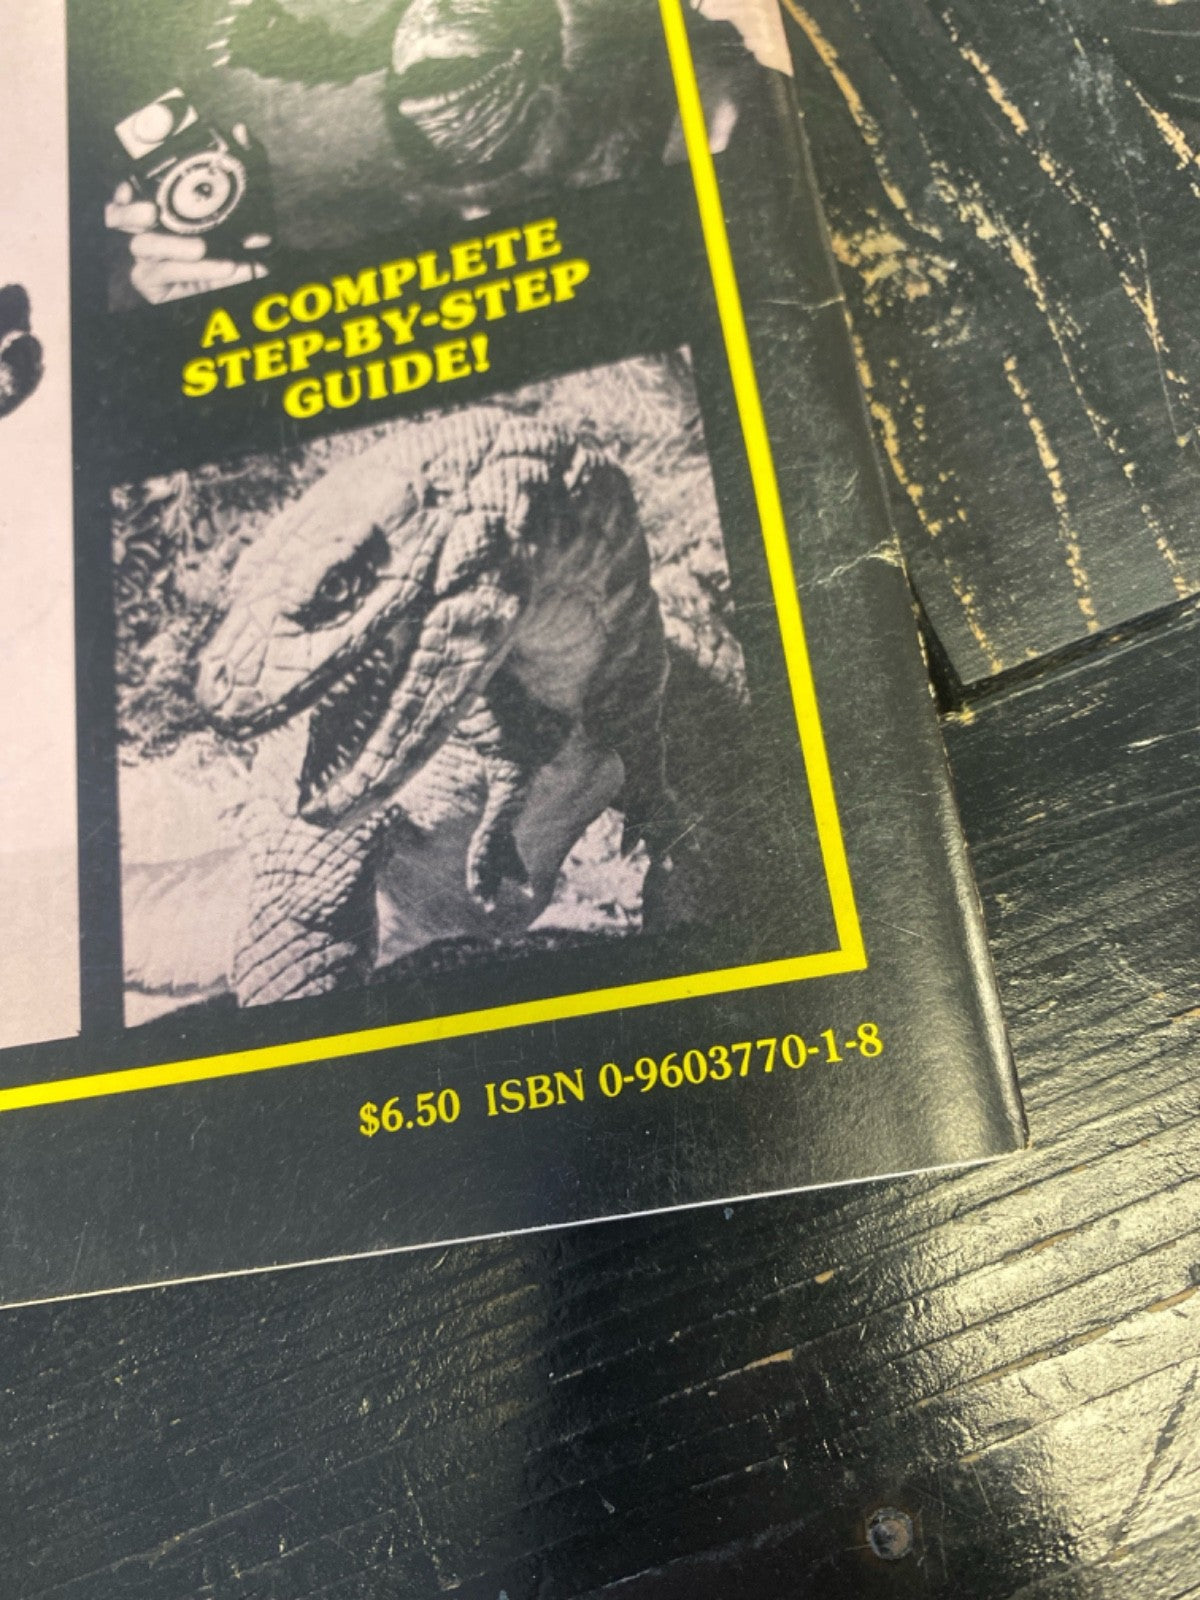 A COMPLETE
STEP-BY-STEP
GUIDE!
$6.50 ISBN 0-9603770-1-8